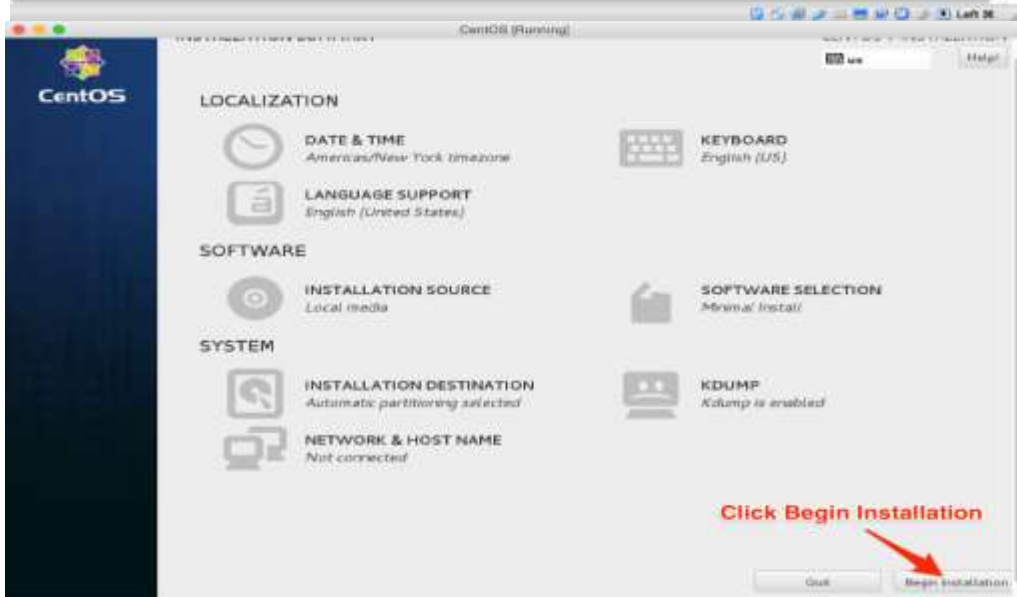 Left ⌘
CentOS [Running]
us
Help!
CentOS
LOCALIZATION
DATE & TIME
Americas/New York timezone
KEYBOARD
English (US)
LANGUAGE SUPPORT
English (United States)
SOFTWARE
INSTALLATION SOURCE
Local media
SOFTWARE SELECTION
Minimal Install
SYSTEM
INSTALLATION DESTINATION
Automatic partitioning selected
KDUMP
Kdump is enabled
NETWORK & HOST NAME
Not connected
Click Begin Installation
Quit
Begin Installation